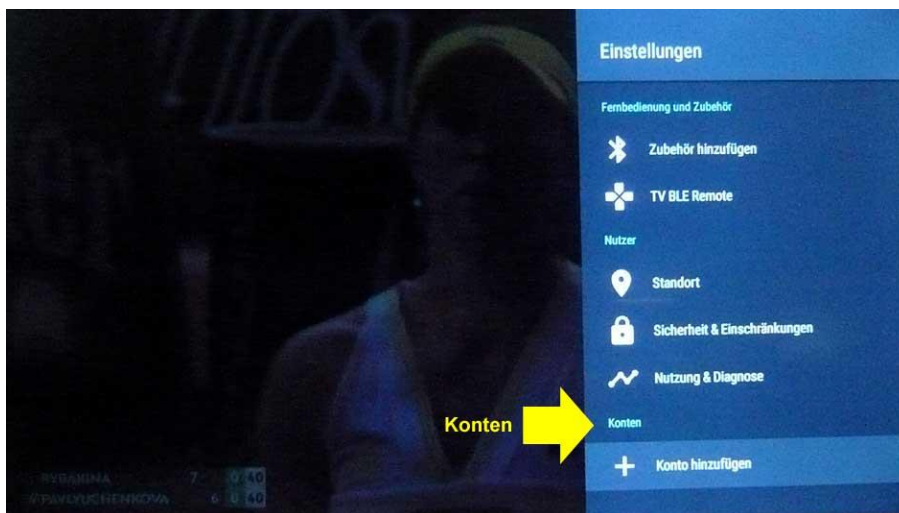 Einstellungen
Fernbedienung und Zubehör
Zubehör hinzufügen
TV BLE Remote
Nutzer
Standort
Sicherheit & Einschränkungen
Nutzung & Diagnose
Konten
Konten
Konto hinzufügen
RYBAKINA 7 0 40
PAVLYUCHENKOVA 6 0 40